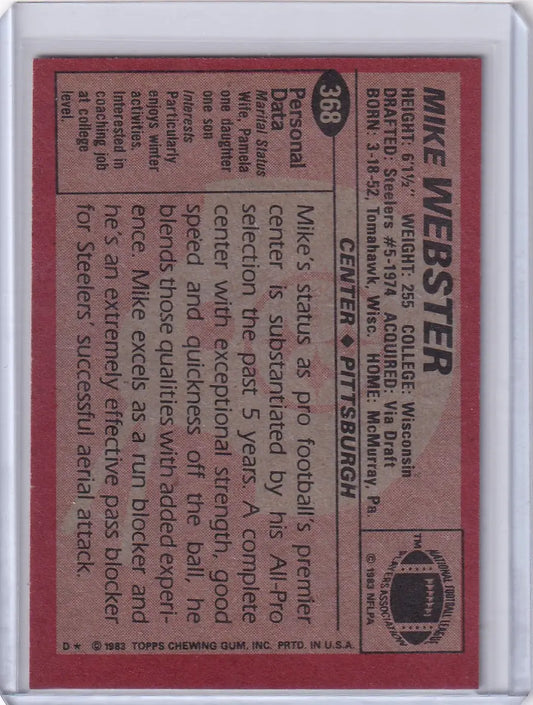 368
MIKE WEBSTER
HEIGHT: 6'1½" WEIGHT: 255 COLLEGE: Wisconsin
DRAFTED: Steelers #5-1974 ACQUIRED: Via Draft
BORN: 3-18-52, Tomahawk, Wisc. HOME: McMurray, Pa.
CENTER ♦ PITTSBURGH
NATIONAL FOOTBALL LEAGUE
PLAYERS ASSOCIATION
TM
© 1983 NFLPA
Personal
Data
Marital Status
Wife, Pamela
one daughter
one son
Interests
Particularly
enjoys winter
activities.
Interested in
coaching job
at college
level.
Mike's status as pro football's premier
center is substantiated by his All-Pro
selection the past 5 years. A complete
center with exceptional strength, good
speed and quickness off the ball, he
blends those qualities with added experi-
ence. Mike excels as a run blocker and
he's an extremely effective pass blocker
for Steelers' successful aerial attack.
D★ © 1983 TOPPS CHEWING GUM, INC. PRTD. IN U.S.A.